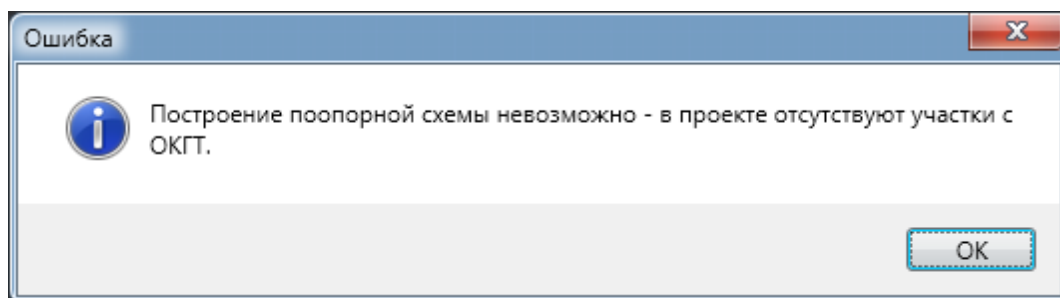 Ошибка
Построение поопорной схемы невозможно - в проекте отсутствуют участки с
ОКГТ.
OK